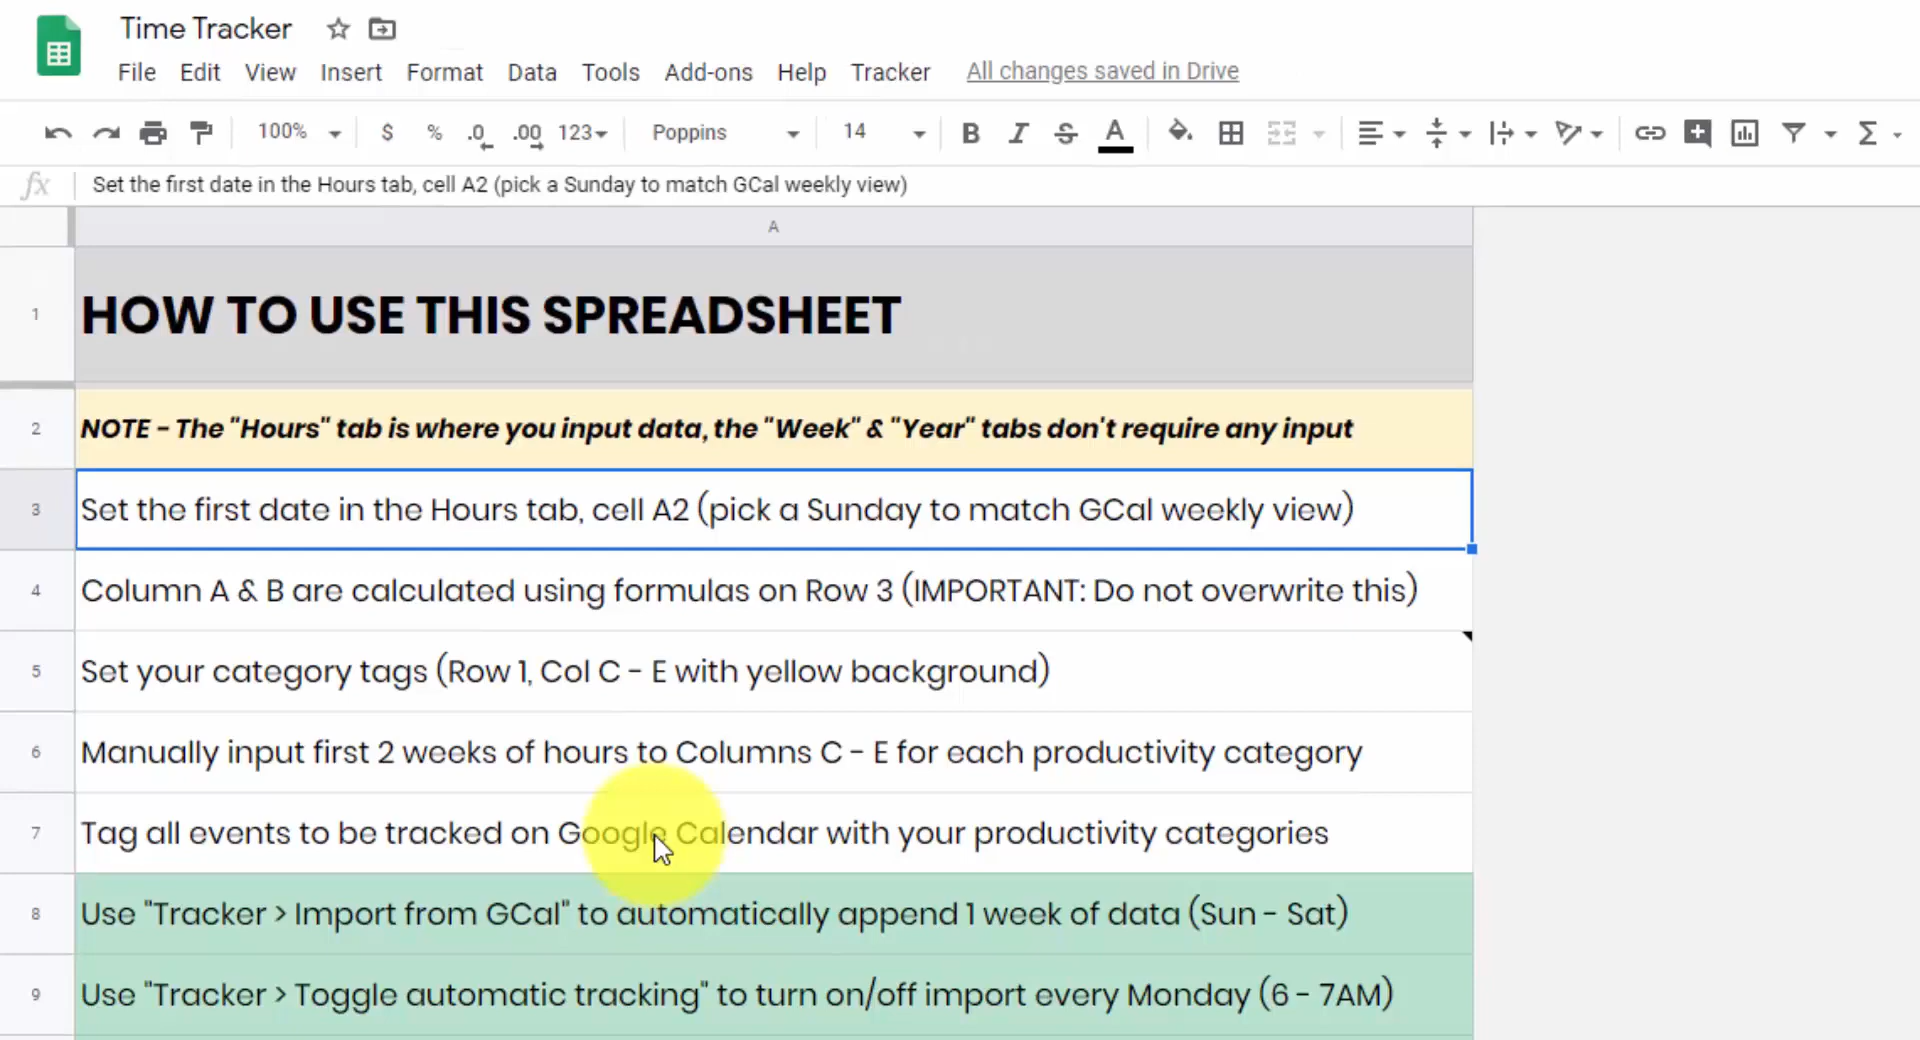 Time Tracker
File Edit View Insert Format Data Tools Add-ons Help Tracker All changes saved in Drive
100% $ % .0 .00 123 Poppins 14 B I S A Σ
fx Set the first date in the Hours tab, cell A2 (pick a Sunday to match GCal weekly view)
A
1 HOW TO USE THIS SPREADSHEET
2 NOTE - The "Hours" tab is where you input data, the "Week" & "Year" tabs don't require any input
3 Set the first date in the Hours tab, cell A2 (pick a Sunday to match GCal weekly view)
4 Column A & B are calculated using formulas on Row 3 (IMPORTANT: Do not overwrite this)
5 Set your category tags (Row 1, Col C - E with yellow background)
6 Manually input first 2 weeks of hours to Columns C - E for each productivity category
7 Tag all events to be tracked on Google Calendar with your productivity categories
8 Use "Tracker > Import from GCal" to automatically append 1 week of data (Sun - Sat)
9 Use "Tracker > Toggle automatic tracking" to turn on/off import every Monday (6 - 7AM)